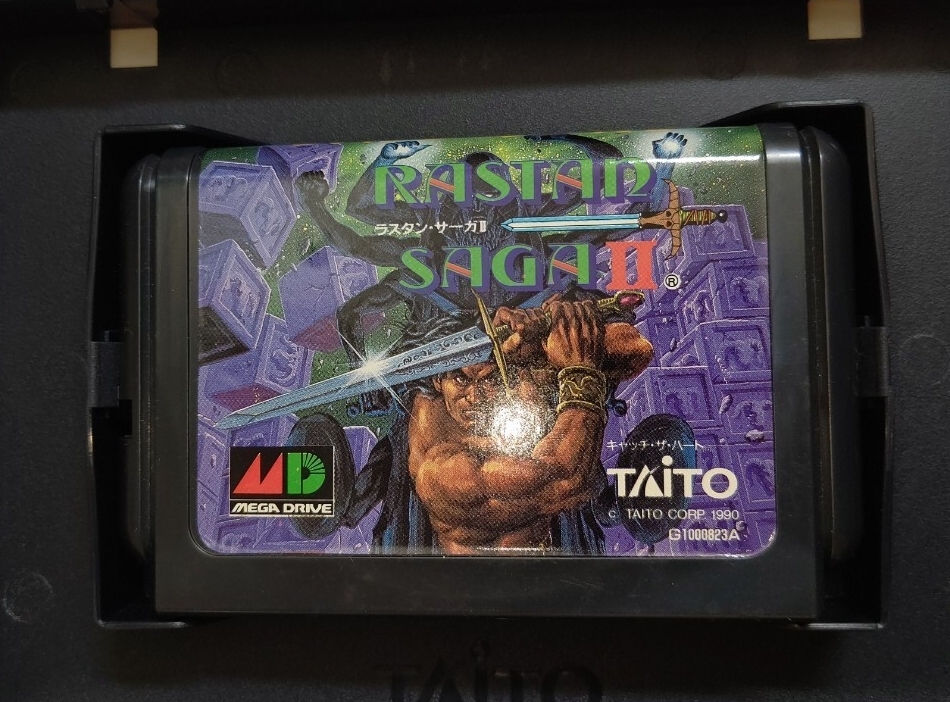 RASTAN
ラスタン・サーガⅡ
SAGA II ®
MD
MEGA DRIVE
キャッチ・ザ・ハート
TAITO
C TAITO CORP. 1990
G1000823A
TAITO